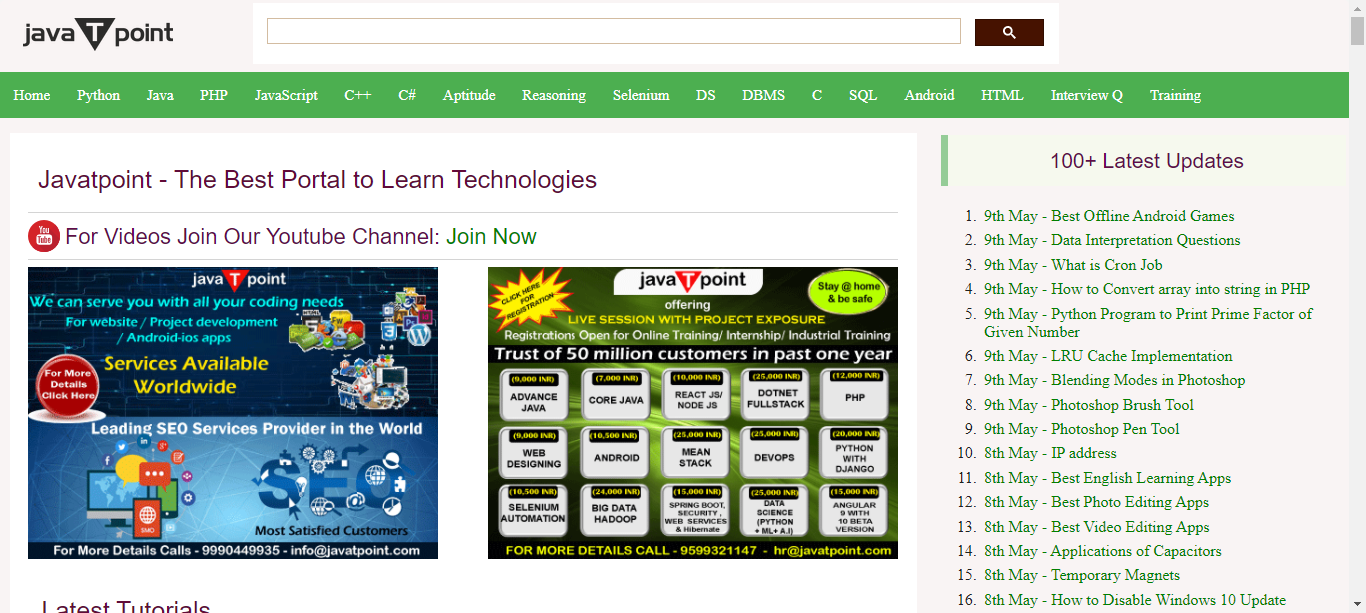 javaTpoint
Home Python Java PHP JavaScript C++ C# Aptitude Reasoning Selenium DS DBMS C SQL Android HTML Interview Q Training
Javatpoint - The Best Portal to Learn Technologies
You Tube For Videos Join Our Youtube Channel: Join Now
javaTpoint
We can serve you with all your coding needs
For website / Project development
/ Android-ios apps
Services Available
Worldwide
For More
Details
Click Here
Leading SEO Services Provider in the World
SEO
SMO
Most Satisfied Customers
For More Details Calls - 9990449935 - info@javatpoint.com
CLICK HERE
FOR
REGISTRATION
javaTpoint
Stay @ home
& be safe
offering
LIVE SESSION WITH PROJECT EXPOSURE
Registrations Open for Online Training/ Internship/ Industrial Training
Trust of 50 million customers in past one year
(9,000 INR)
ADVANCE
JAVA
(7,000 INR)
CORE JAVA
(10,000 INR)
REACT JS/
NODE JS
(25,000 INR)
DOTNET
FULLSTACK
(12,000 INR)
PHP
(9,000 INR)
WEB
DESIGNING
(10,500 INR)
ANDROID
(25,000 INR)
MEAN
STACK
(25,000 INR)
DEVOPS
(20,000 INR)
PYTHON
WITH
DJANGO
(10,500 INR)
SELENIUM
AUTOMATION
(24,000 INR)
BIG DATA
HADOOP
(15,000 INR)
SPRING BOOT,
SECURITY ,
WEB SERVICES
& Hibernate
(25,000 INR)
DATA
SCIENCE
(PYTHON
+ ML+ A.I)
(15,000 INR)
ANGULAR
9 WITH
10 BETA
VERSION
FOR MORE DETAILS CALL - 9599321147 - hr@javatpoint.com
Latest Tutorials
100+ Latest Updates
1. 9th May - Best Offline Android Games
2. 9th May - Data Interpretation Questions
3. 9th May - What is Cron Job
4. 9th May - How to Convert array into string in PHP
5. 9th May - Python Program to Print Prime Factor of
Given Number
6. 9th May - LRU Cache Implementation
7. 9th May - Blending Modes in Photoshop
8. 9th May - Photoshop Brush Tool
9. 9th May - Photoshop Pen Tool
10. 8th May - IP address
11. 8th May - Best English Learning Apps
12. 8th May - Best Photo Editing Apps
13. 8th May - Best Video Editing Apps
14. 8th May - Applications of Capacitors
15. 8th May - Temporary Magnets
16. 8th May - How to Disable Windows 10 Update